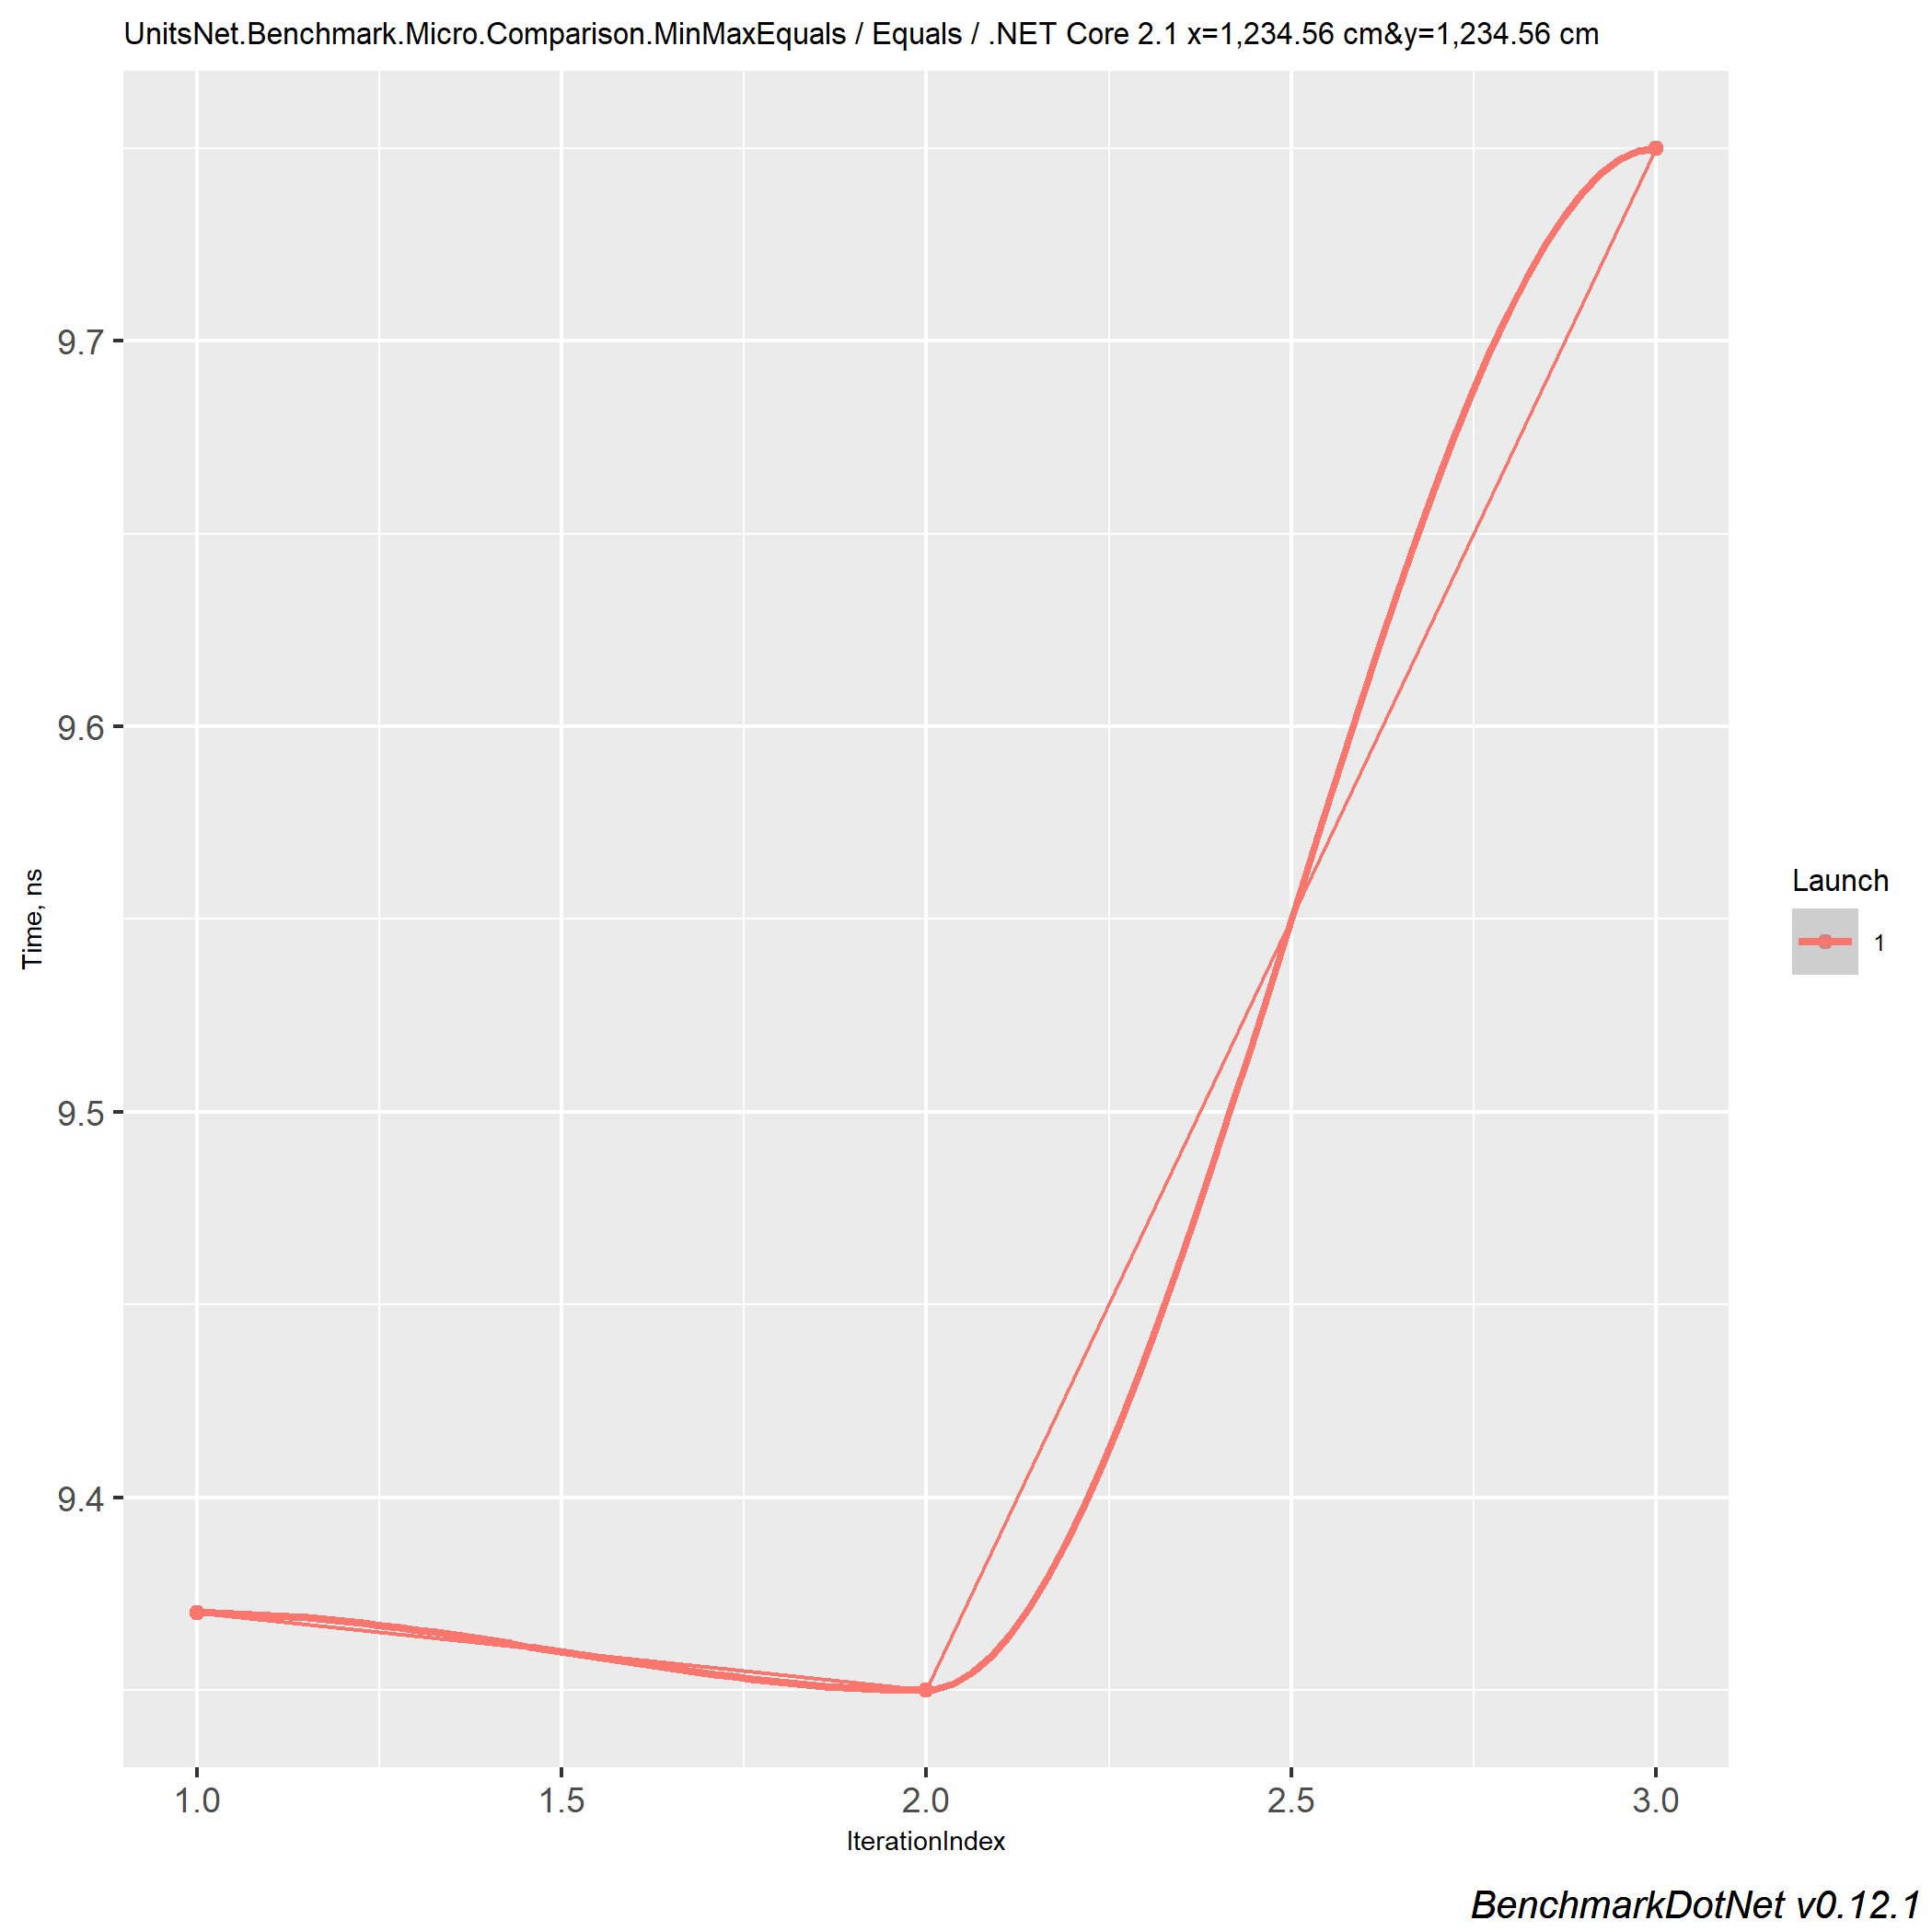 UnitsNet.Benchmark.Micro.Comparison.MinMaxEquals / Equals / .NET Core 2.1 x=1,234.56 cm&y=1,234.56 cm
9.7
9.6
9.5
9.4
Time, ns
1.0 1.5 2.0 2.5 3.0
IterationIndex
Launch
1
BenchmarkDotNet v0.12.1